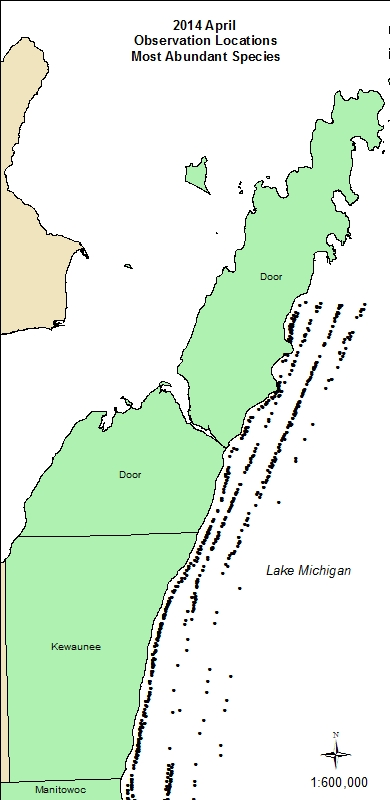 2014 April
Observation Locations
Most Abundant Species
Door
Door
Lake Michigan
Kewaunee
N
1:600,000
Manitowoc